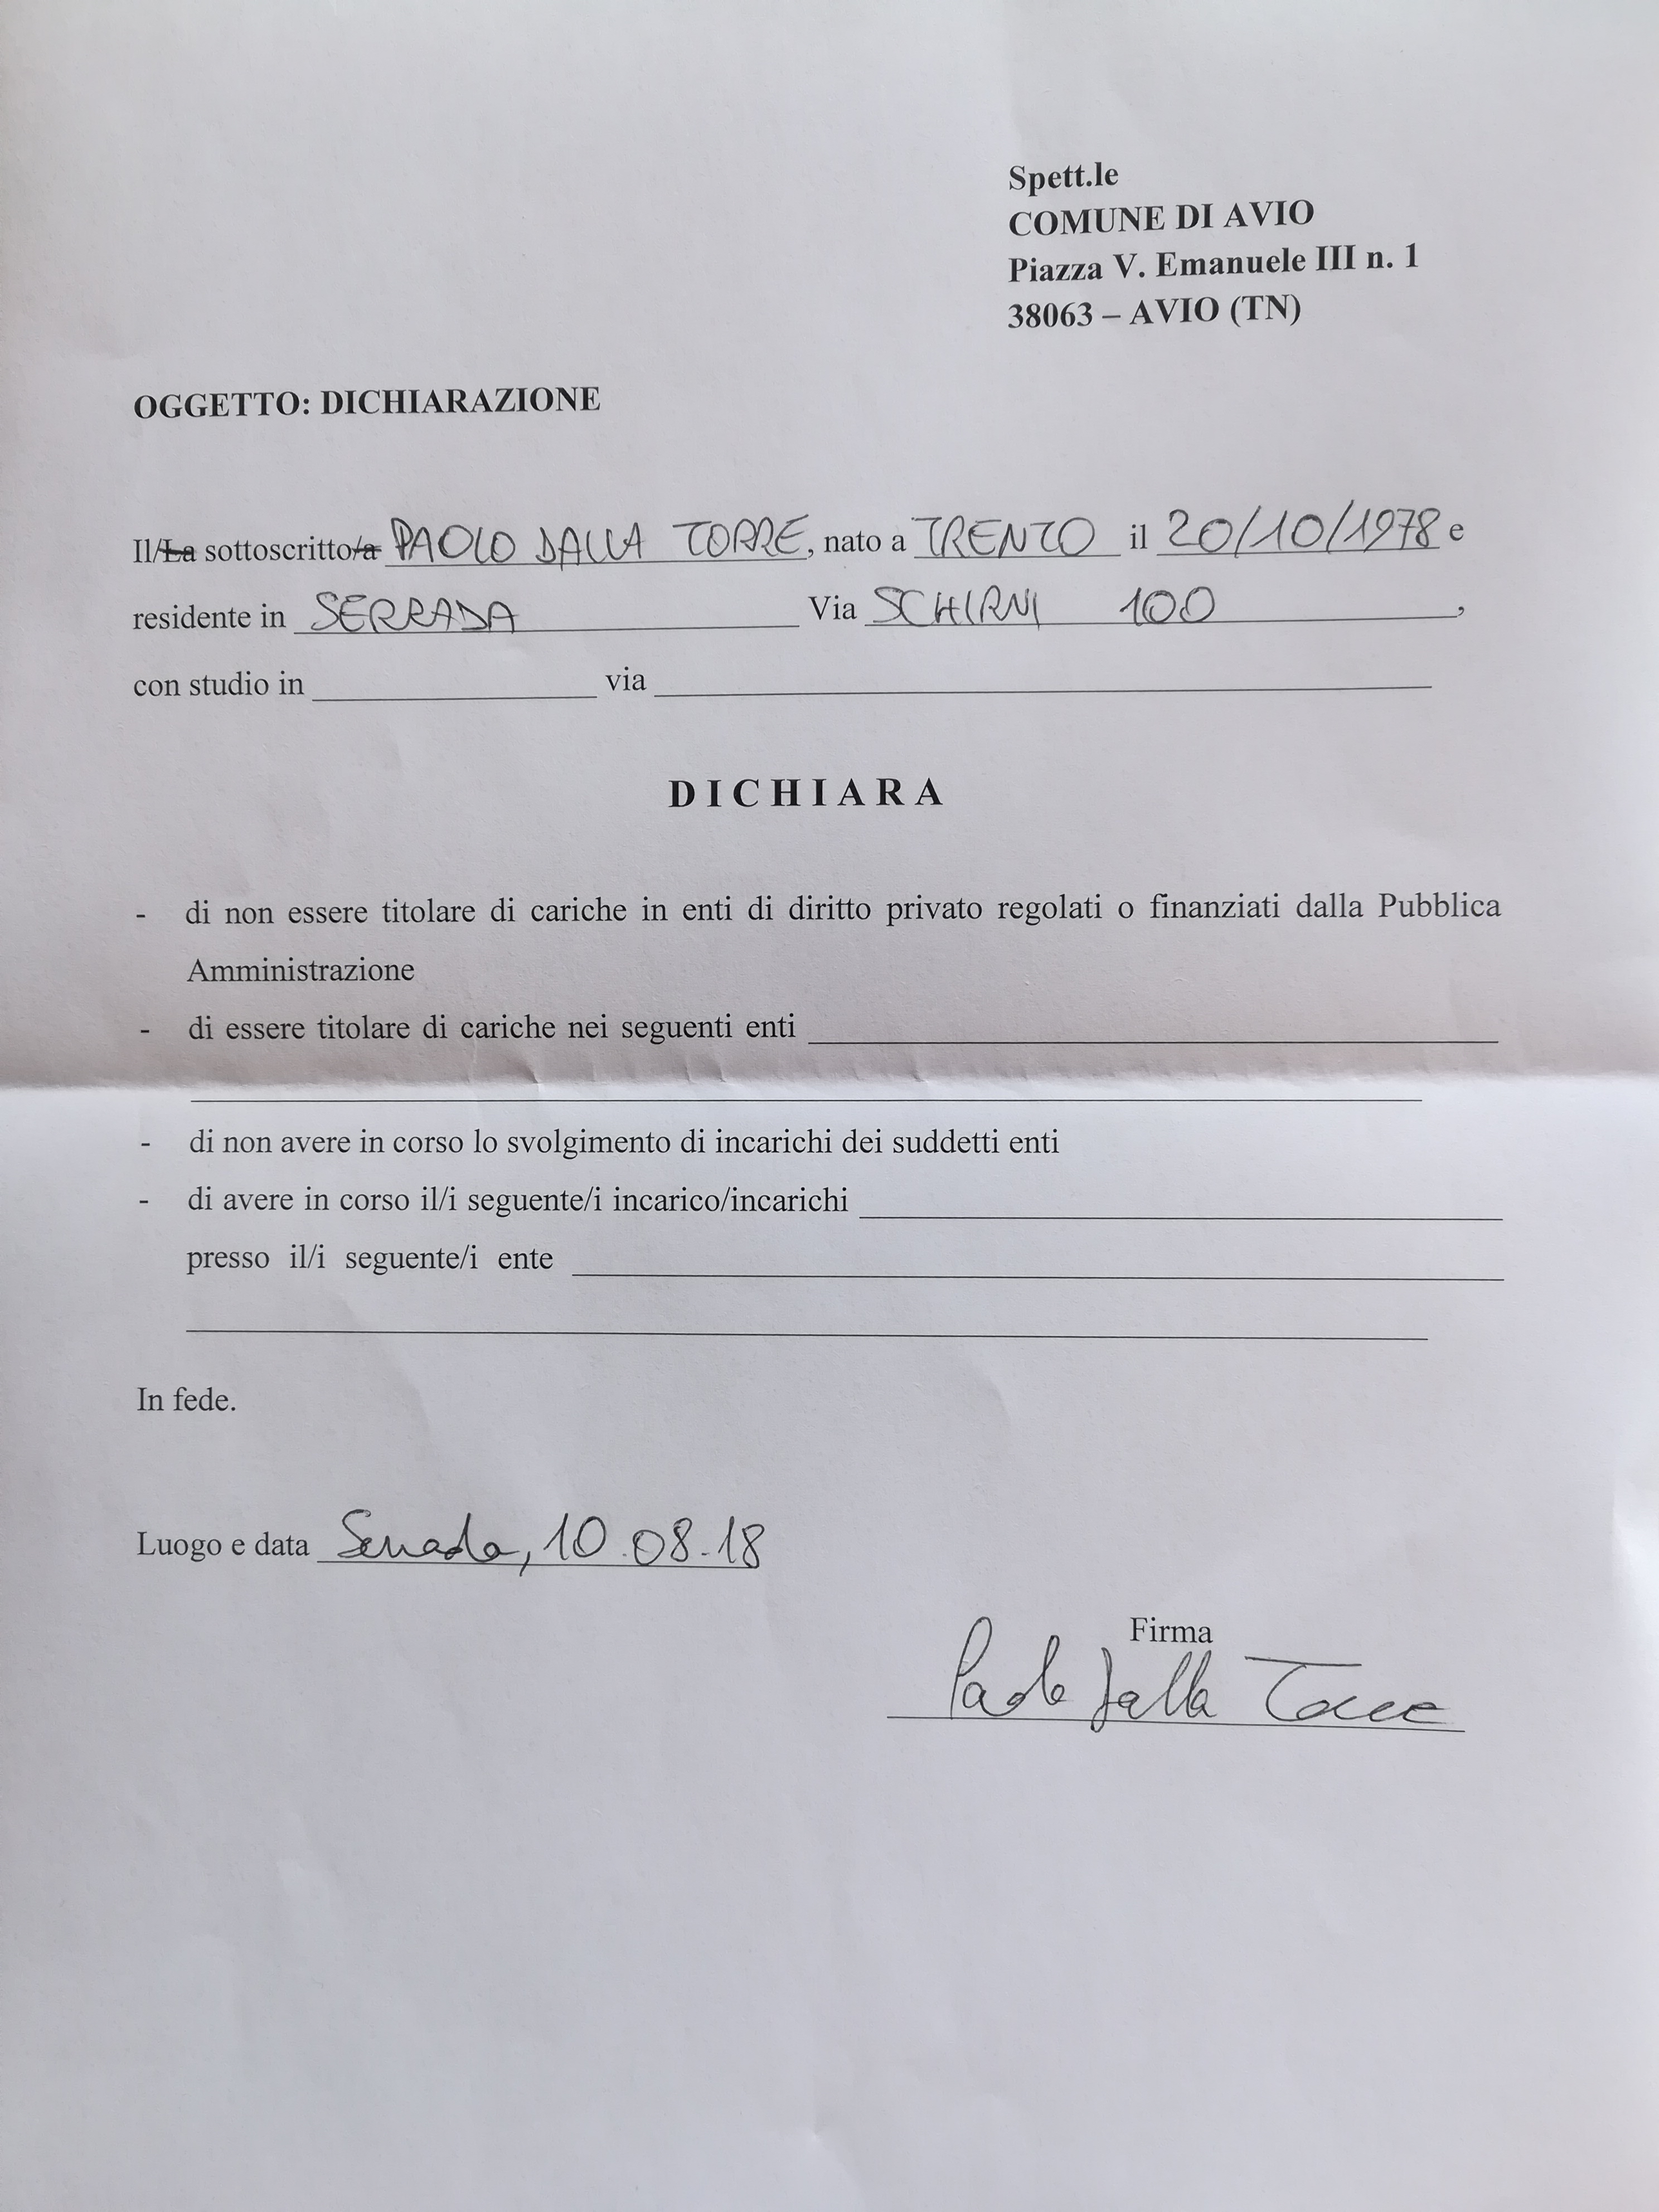 Spett.le
COMUNE DI AVIO
Piazza V. Emanuele III n. 1
38063 – AVIO (TN)
OGGETTO: DICHIARAZIONE
Il/La sottoscritto/a PAOLO DALLA TORRE, nato a TRENTO il 20/10/1978 e
residente in SERRADA Via SCHIRNI 100,
con studio in via
DICHIARA
- di non essere titolare di cariche in enti di diritto privato regolati o finanziati dalla Pubblica
Amministrazione
- di essere titolare di cariche nei seguenti enti
- di non avere in corso lo svolgimento di incarichi dei suddetti enti
- di avere in corso il/i seguente/i incarico/incarichi
presso il/i seguente/i ente
In fede.
Luogo e data Serrada, 10.08.18
Firma
Paolo Dalla Torre